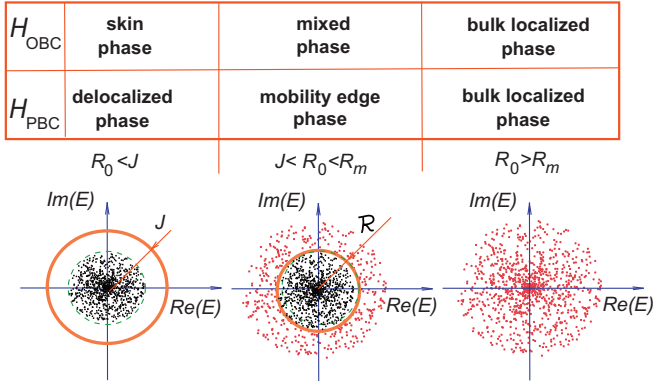 H_OBC skin phase mixed phase bulk localized phase
H_PBC delocalized phase mobility edge phase bulk localized phase
R_0 <J J< R_0<R_m R_0>R_m
Im(E) Im(E) Im(E)
J R
Re(E) Re(E) Re(E)